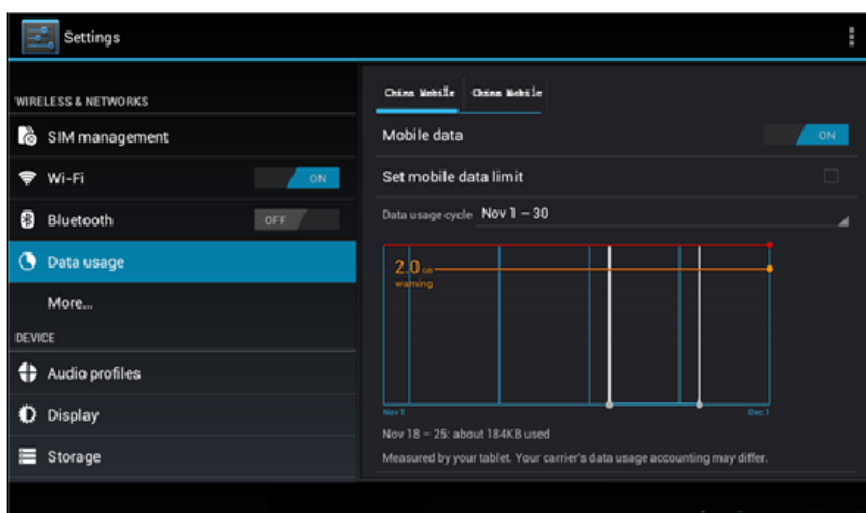 Settings
WIRELESS & NETWORKS
SIM management
Wi-Fi ON
Bluetooth OFF
Data usage
More...
DEVICE
Audio profiles
Display
Storage
China Mobile China Mobile
Mobile data ON
Set mobile data limit
Data usage cycle Nov 1 – 30
2.0 GB
warning
Nov 1 Dec 1
Nov 18 – 25: about 184KB used
Measured by your tablet. Your carrier's data usage accounting may differ.